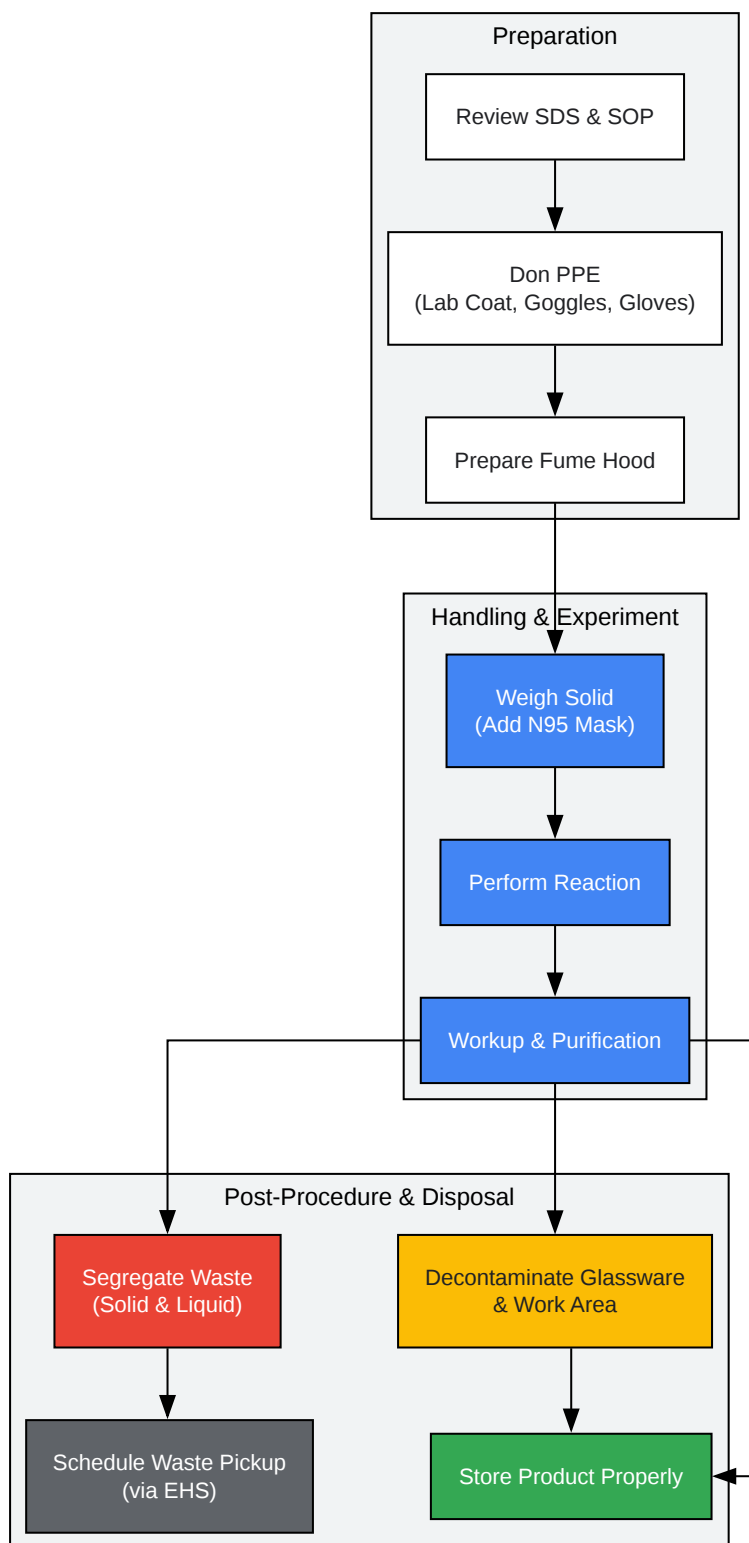 Preparation
Review SDS & SOP
Don PPE
(Lab Coat, Goggles, Gloves)
Prepare Fume Hood
Handling & Experiment
Weigh Solid
(Add N95 Mask)
Perform Reaction
Workup & Purification
Post-Procedure & Disposal
Segregate Waste
(Solid & Liquid)
Decontaminate Glassware
& Work Area
Schedule Waste Pickup
(via EHS)
Store Product Properly